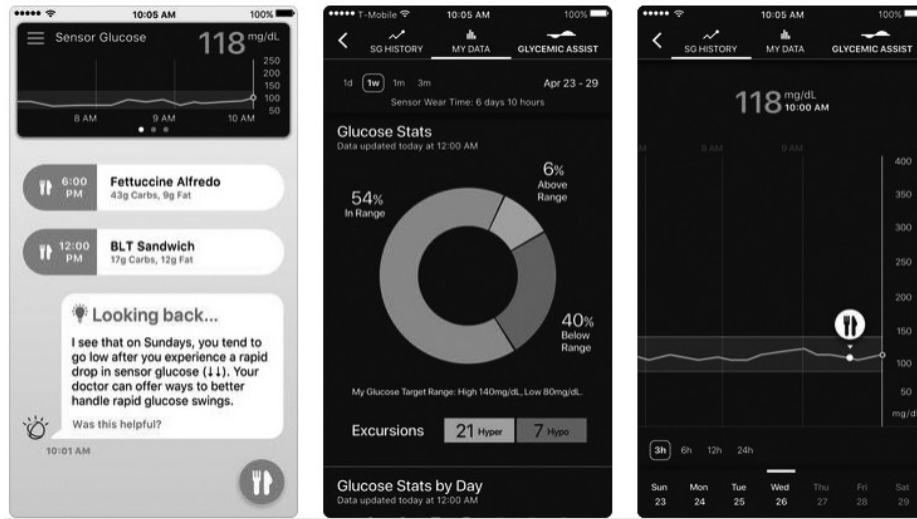 10:05 AM 100%
Sensor Glucose 118 mg/dL
250
200
150
100
50
8 AM 9 AM 10 AM
6:00 PM
Fettuccine Alfredo
43g Carbs, 9g Fat
12:00 PM
BLT Sandwich
17g Carbs, 12g Fat
Looking back...
I see that on Sundays, you tend to
go low after you experience a rapid
drop in sensor glucose (↓↓). Your
doctor can offer ways to better
handle rapid glucose swings.
Was this helpful?
10:01 AM
T-Mobile 10:05 AM 100%
SG HISTORY MY DATA GLYCEMIC ASSIST
1d 1w 1m 3m Apr 23 - 29
Sensor Wear Time: 6 days 10 hours
Glucose Stats
Data updated today at 12:00 AM
54%
In Range
6%
Above
Range
40%
Below
Range
My Glucose Target Range: High 140mg/dL, Low 80mg/dL.
Excursions 21 Hyper 7 Hypo
Glucose Stats by Day
Data updated today at 12:00 AM
10:05 AM 100%
SG HISTORY MY DATA GLYCEMIC ASSIST
118 mg/dL
10:00 AM
8 AM 9 AM
400
350
300
250
200
150
100
50
mg/d
3h 6h 12h 24h
Sun Mon Tue Wed Thu Fri Sat
23 24 25 26 27 28 29